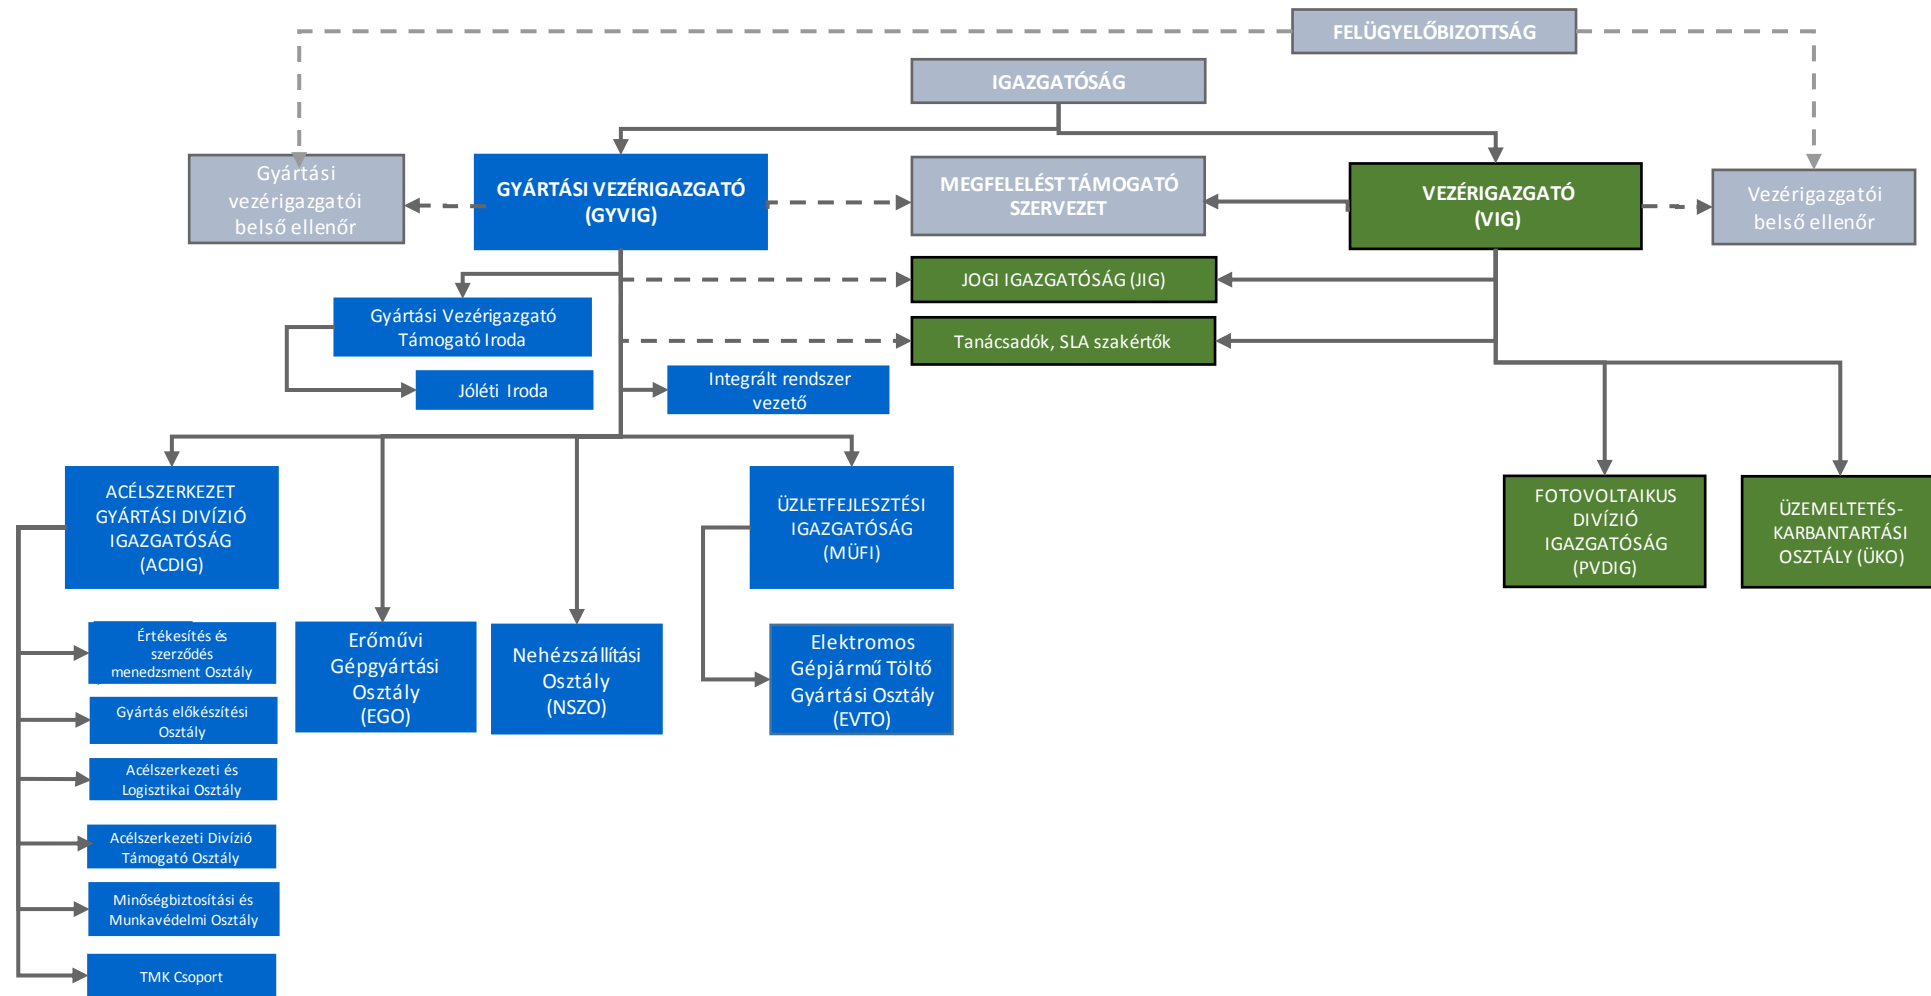 FELÜGYELŐBIZOTTSÁG
IGAZGATÓSÁG
Gyártási
vezérigazgatói
belső ellenőr
GYÁRTÁSI VEZÉRIGAZGATÓ
(GYVIG)
MEGFELELÉST TÁMOGATÓ
SZERVEZET
VEZÉRIGAZGATÓ
(VIG)
Vezérigazgatói
belső ellenőr
JOGI IGAZGATÓSÁG (JIG)
Gyártási Vezérigazgató
Támogató Iroda
Tanácsadók, SLA szakértők
Jóléti Iroda
Integrált rendszer
vezető
ACÉLSZERKEZET
GYÁRTÁSI DIVÍZIÓ
IGAZGATÓSÁG
(ACDIG)
ÜZLETFEJLESZTÉSI
IGAZGATÓSÁG
(MÜFI)
FOTOVOLTAIKUS
DIVÍZIÓ
IGAZGATÓSÁG
(PVDIG)
ÜZEMELTETÉS-
KARBANTARTÁSI
OSZTÁLY (ÜKO)
Értékesítés és
szerződés
menedzsment Osztály
Erőművi
Gépgyártási
Osztály
(EGO)
Nehézszállítási
Osztály
(NSZO)
Elektromos
Gépjármű Töltő
Gyártási Osztály
(EVTO)
Gyártás előkészítési
Osztály
Acélszerkezeti és
Logisztikai Osztály
Acélszerkezeti Divízió
Támogató Osztály
Minőségbiztosítási és
Munkavédelmi Osztály
TMK Csoport